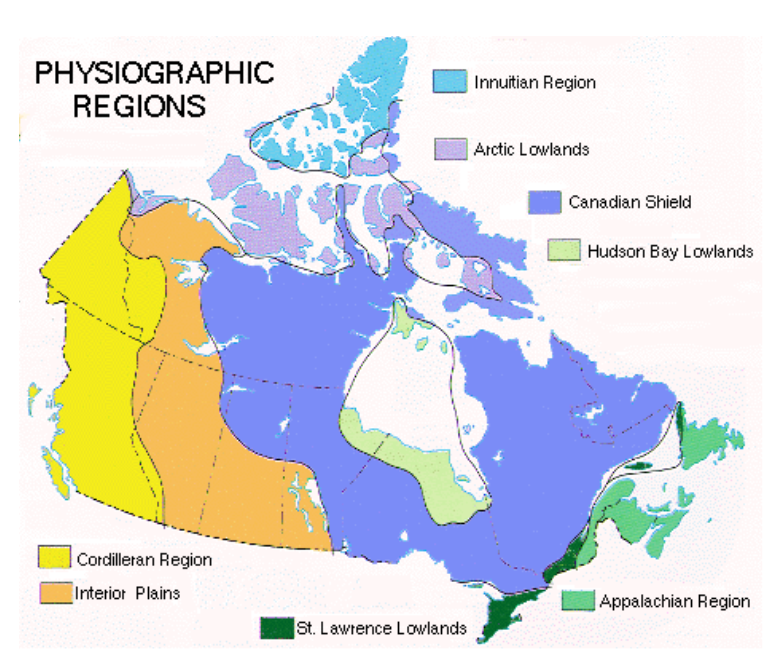 PHYSIOGRAPHIC
REGIONS
Innuitian Region
Arctic Lowlands
Canadian Shield
Hudson Bay Lowlands
Cordilleran Region
Interior Plains
Appalachian Region
St. Lawrence Lowlands